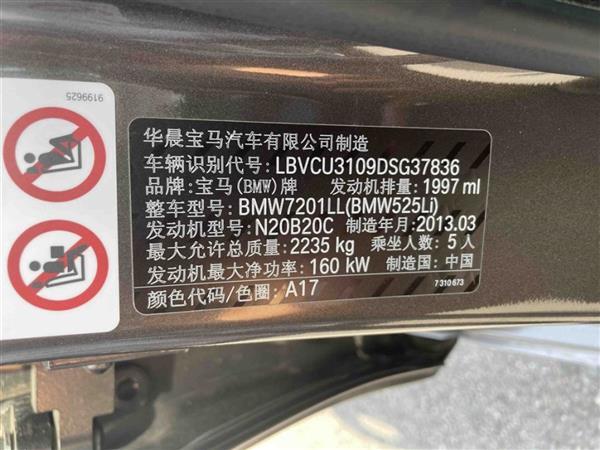 9199625
华晨宝马汽车有限公司制造
车辆识别代号: LBVCU3109DSG37836
品牌: 宝马(BMW)牌 发动机排量: 1997 ml
整车型号: BMW7201LL(BMW525Li)
发动机型号: N20B20C 制造年月: 2013.03
最大允许总质量: 2235 kg 乘坐人数: 5人
发动机最大净功率: 160 kW 制造国: 中国
颜色代码/色圈: A17
7 310 673